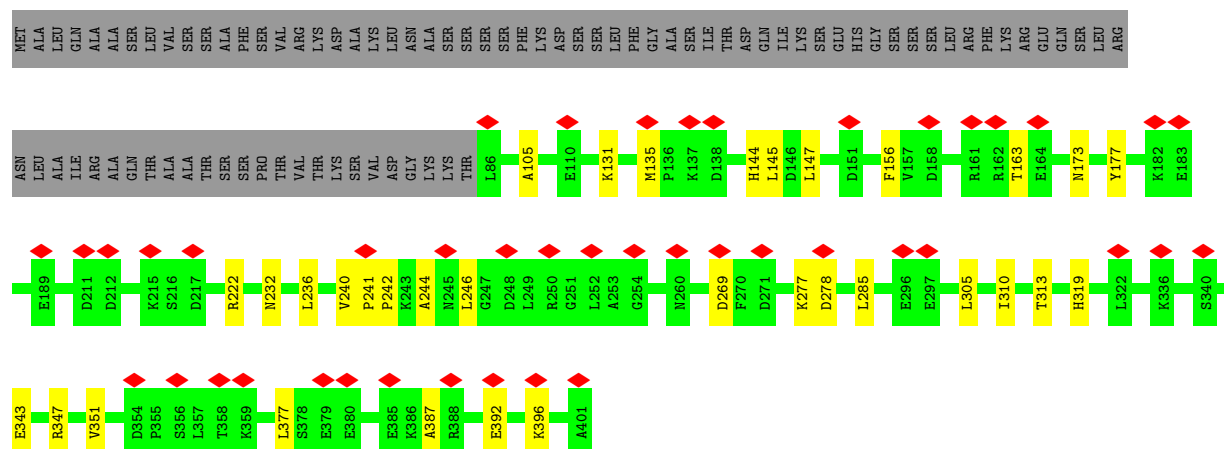 MET ALA LEU GLN ALA ALA SER LEU VAL SER SER ALA PHE SER VAL ARG LYS ASP ALA LYS LEU ASN ALA SER SER SER SER PHE LYS ASP SER SER LEU PHE GLY ALA SER ILE THR ASP GLN ILE LYS SER GLU HIS GLY SER SER SER LEU ARG PHE LYS ARG GLU GLN SER LEU ARG
ASN LEU ALA ILE ARG ALA GLN THR ALA ALA THR SER SER PRO THR VAL THR LYS SER VAL ASP GLY LYS LYS THR L86 A105 E110 K131 M135 P136 K137 D138 H144 L145 D146 L147 D151 F156 V157 D158 R161 R162 T163 E164 N173 Y177 K182 E183
E189 D211 D212 K215 S216 D217 R222 N232 L236 V240 P241 P242 K243 A244 N245 L246 G247 D248 L249 R250 G251 L252 A253 G254 N260 D269 F270 D271 K277 D278 L285 E296 E297 L305 I310 T313 H319 L322 K336 S340
E343 R347 V351 D354 P355 S356 L357 T358 K359 L377 S378 E379 E380 E385 K386 A387 R388 E392 K396 A401